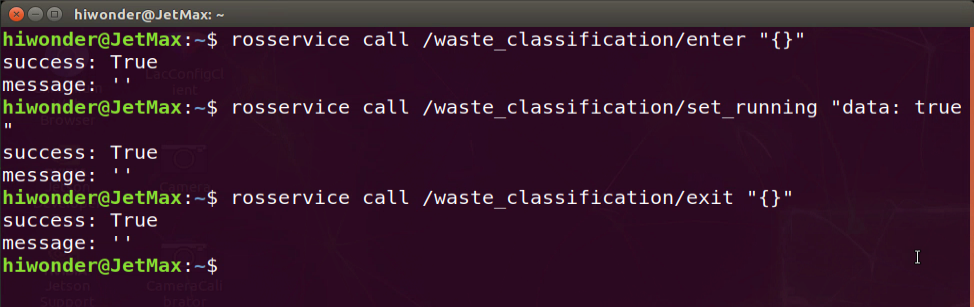 hiwonder@JetMax: ~
hiwonder@JetMax:~$ rosservice call /waste_classification/enter "{}"
success: True
message: ''
hiwonder@JetMax:~$ rosservice call /waste_classification/set_running "data: true
"
success: True
message: ''
hiwonder@JetMax:~$ rosservice call /waste_classification/exit "{}"
success: True
message: ''
hiwonder@JetMax:~$